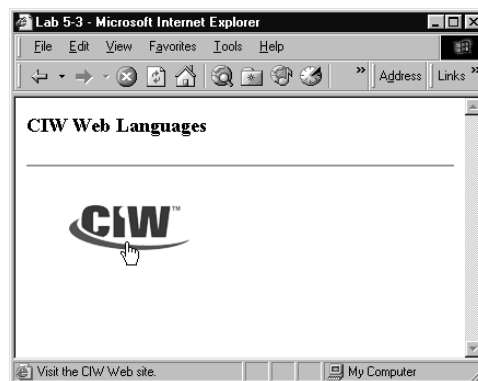 Lab 5-3 - Microsoft Internet Explorer
File Edit View Favorites Tools Help
» Address Links »
CIW Web Languages
CIW™
Visit the CIW Web site. My Computer